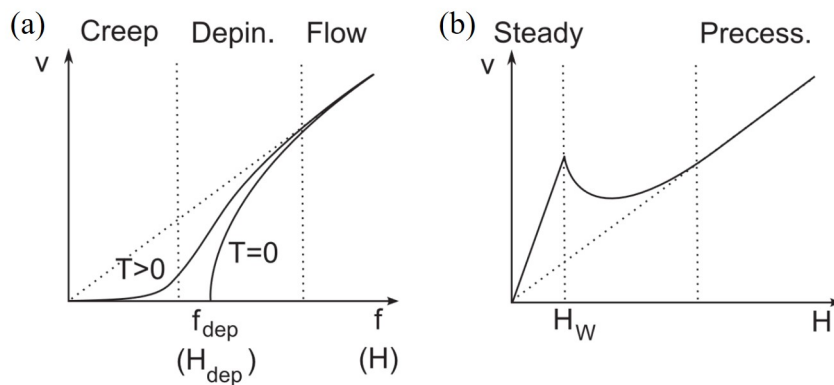 (a) Creep Depin. Flow
v
T>0 T=0
f_dep f
(H_dep) (H)
(b) Steady Precess.
v
H_W H